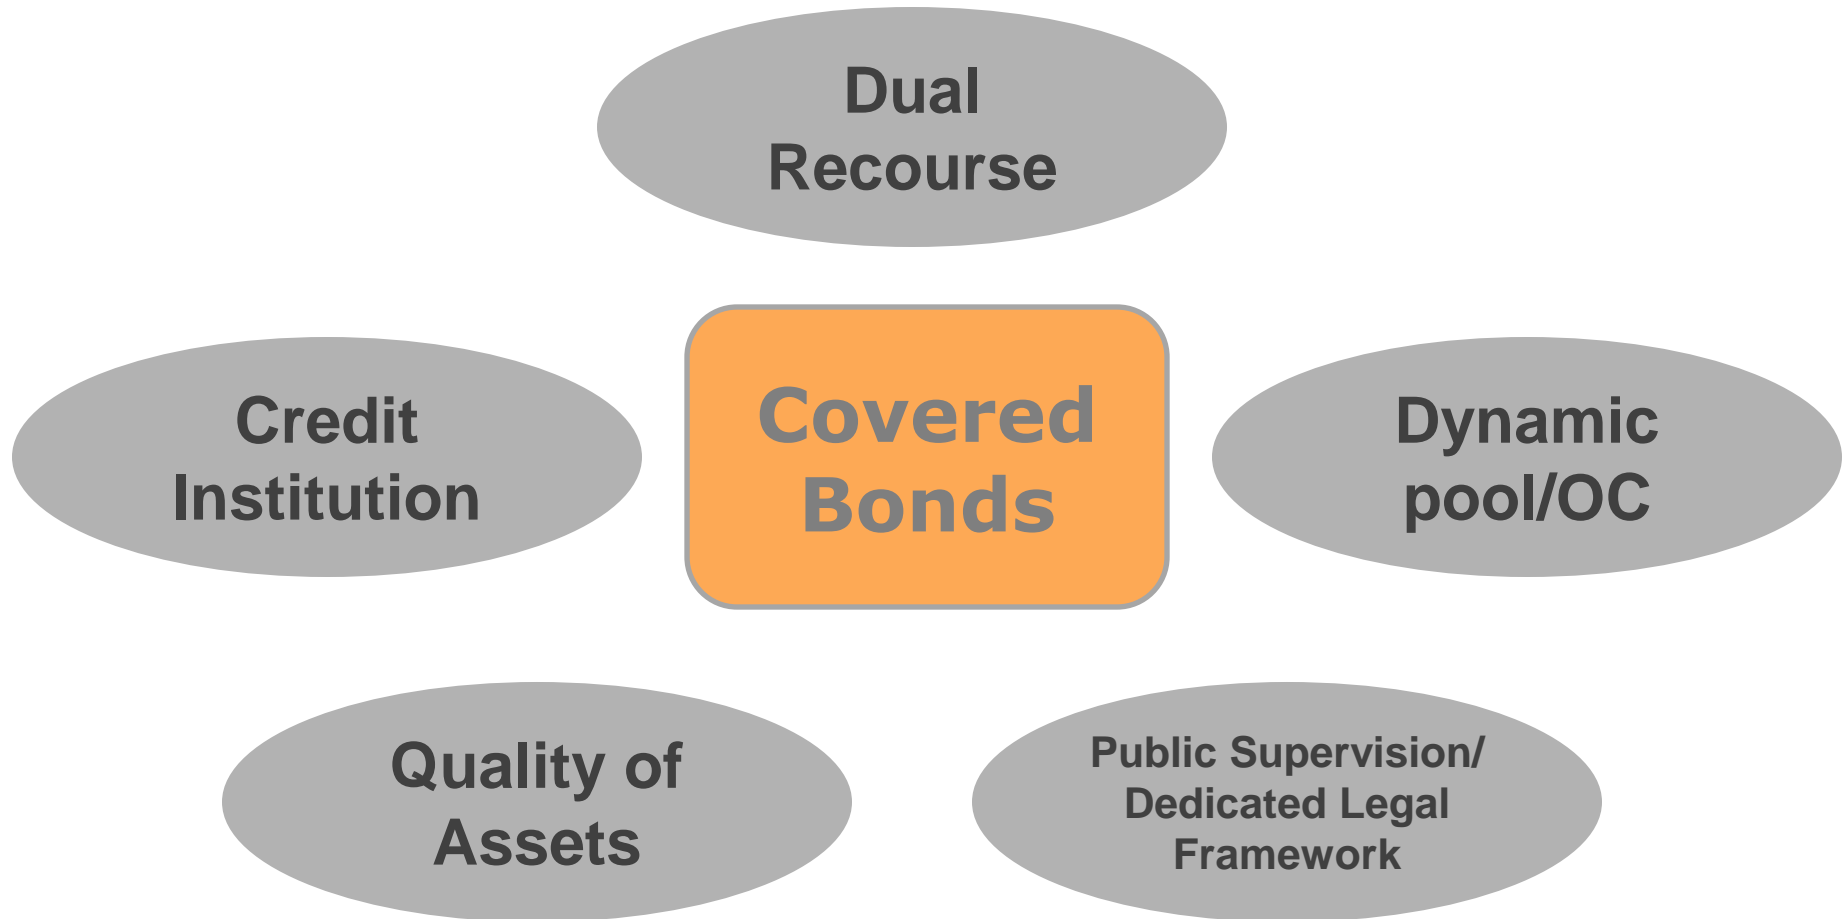 Dual
Recourse
Credit
Institution
Covered
Bonds
Dynamic
pool/OC
Quality of
Assets
Public Supervision/
Dedicated Legal
Framework